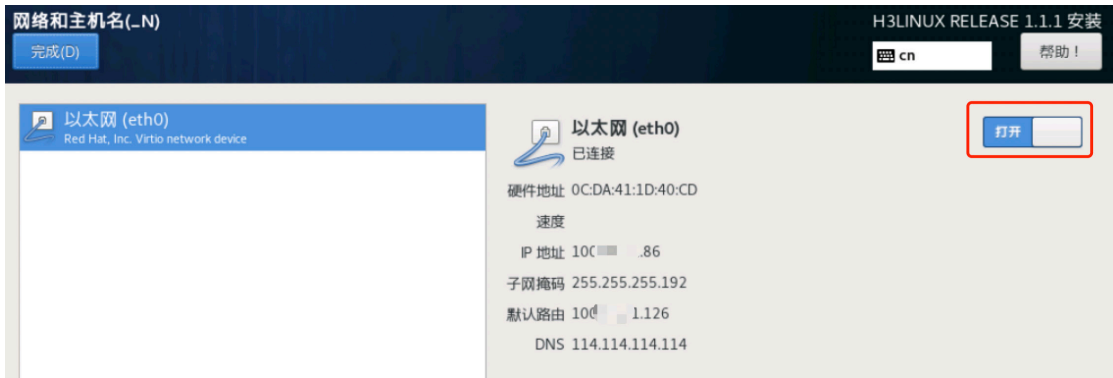 网络和主机名(_N)
H3LINUX RELEASE 1.1.1 安装
完成(D)
cn
帮助！
以太网 (eth0)
Red Hat, Inc. Virtio network device
以太网 (eth0)
已连接
打开
硬件地址 0C:DA:41:1D:40:CD
速度
IP 地址 .86
子网掩码 255.255.255.192
默认路由 1.126
DNS 114.114.114.114